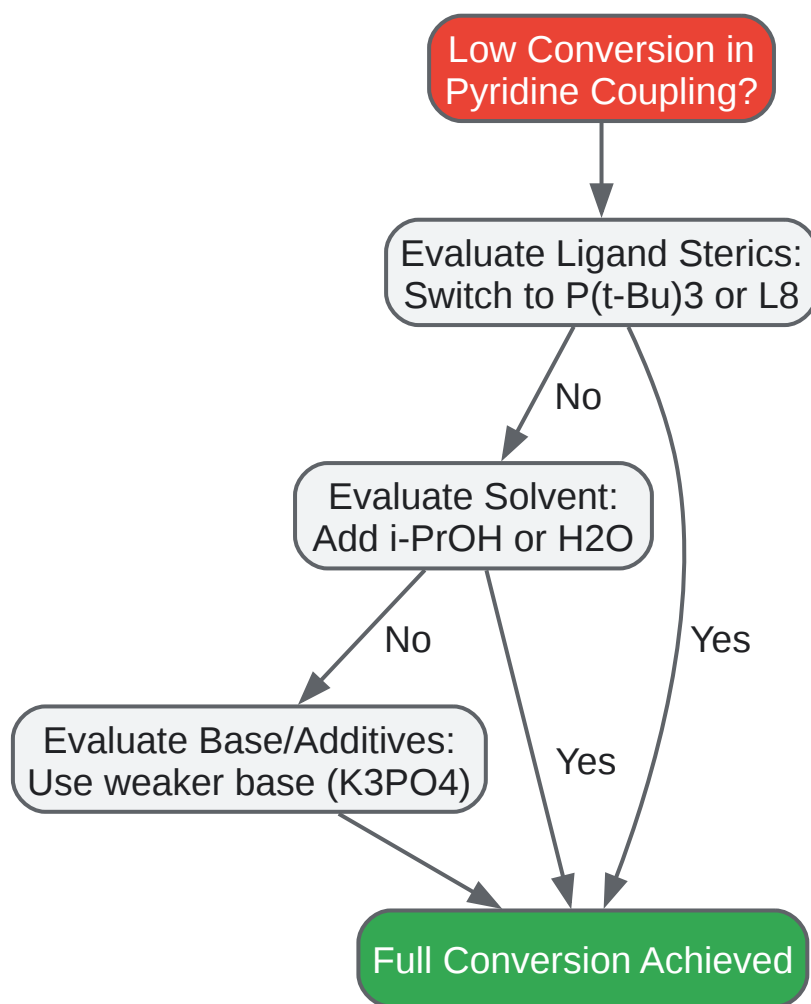 Low Conversion in
Pyridine Coupling?
Evaluate Ligand Sterics:
Switch to P(t-Bu)3 or L8
No
Evaluate Solvent:
Add i-PrOH or H2O
No
Yes
Evaluate Base/Additives:
Use weaker base (K3PO4)
Yes
Full Conversion Achieved